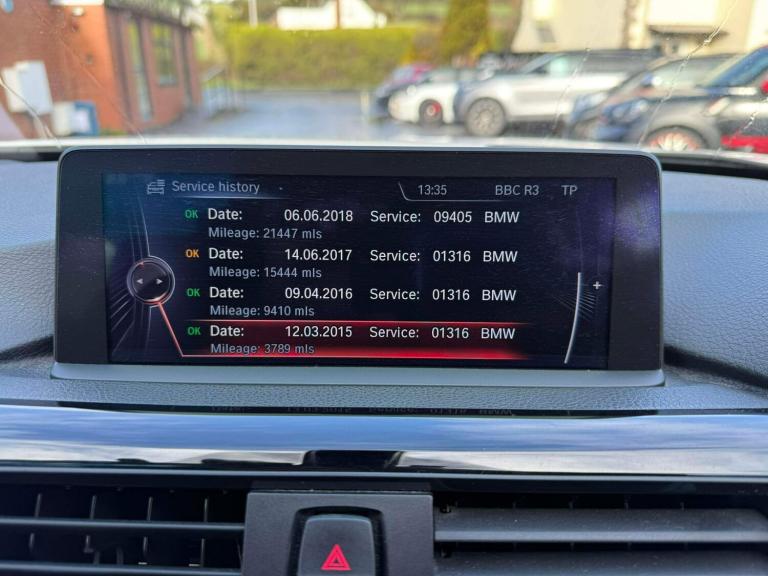 Service history 13:35 BBC R3 TP
OK Date: 06.06.2018 Service: 09405 BMW
Mileage: 21447 mls
OK Date: 14.06.2017 Service: 01316 BMW
Mileage: 15444 mls
OK Date: 09.04.2016 Service: 01316 BMW
Mileage: 9410 mls
OK Date: 12.03.2015 Service: 01316 BMW
Mileage: 3789 mls